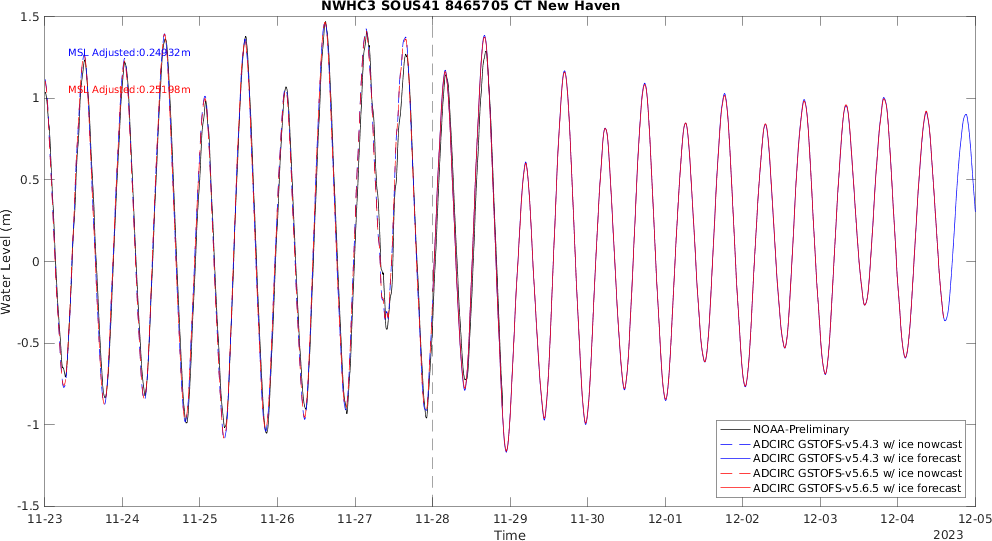 NWHC3 SOUS41 8465705 CT New Haven
1.5
1
0.5
0
-0.5
-1
-1.5
Water Level (m)
MSL Adjusted:0.24932m
MSL Adjusted:0.25198m
NOAA-Preliminary
ADCIRC GSTOFS-v5.4.3 w/ ice nowcast
ADCIRC GSTOFS-v5.4.3 w/ ice forecast
ADCIRC GSTOFS-v5.6.5 w/ ice nowcast
ADCIRC GSTOFS-v5.6.5 w/ ice forecast
11-23 11-24 11-25 11-26 11-27 11-28 11-29 11-30 12-01 12-02 12-03 12-04 12-05
Time
2023